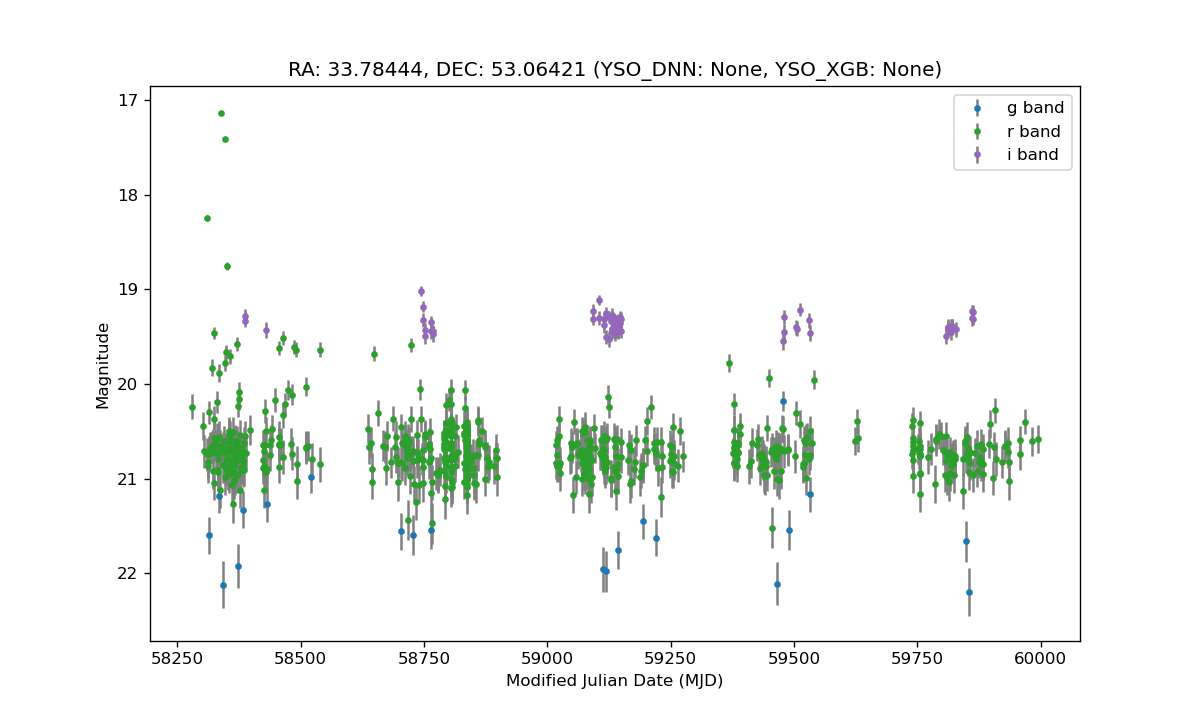 RA: 33.78444, DEC: 53.06421 (YSO_DNN: None, YSO_XGB: None)
g band
r band
i band
17
18
19
20
21
22
Magnitude
58250 58500 58750 59000 59250 59500 59750 60000
Modified Julian Date (MJD)